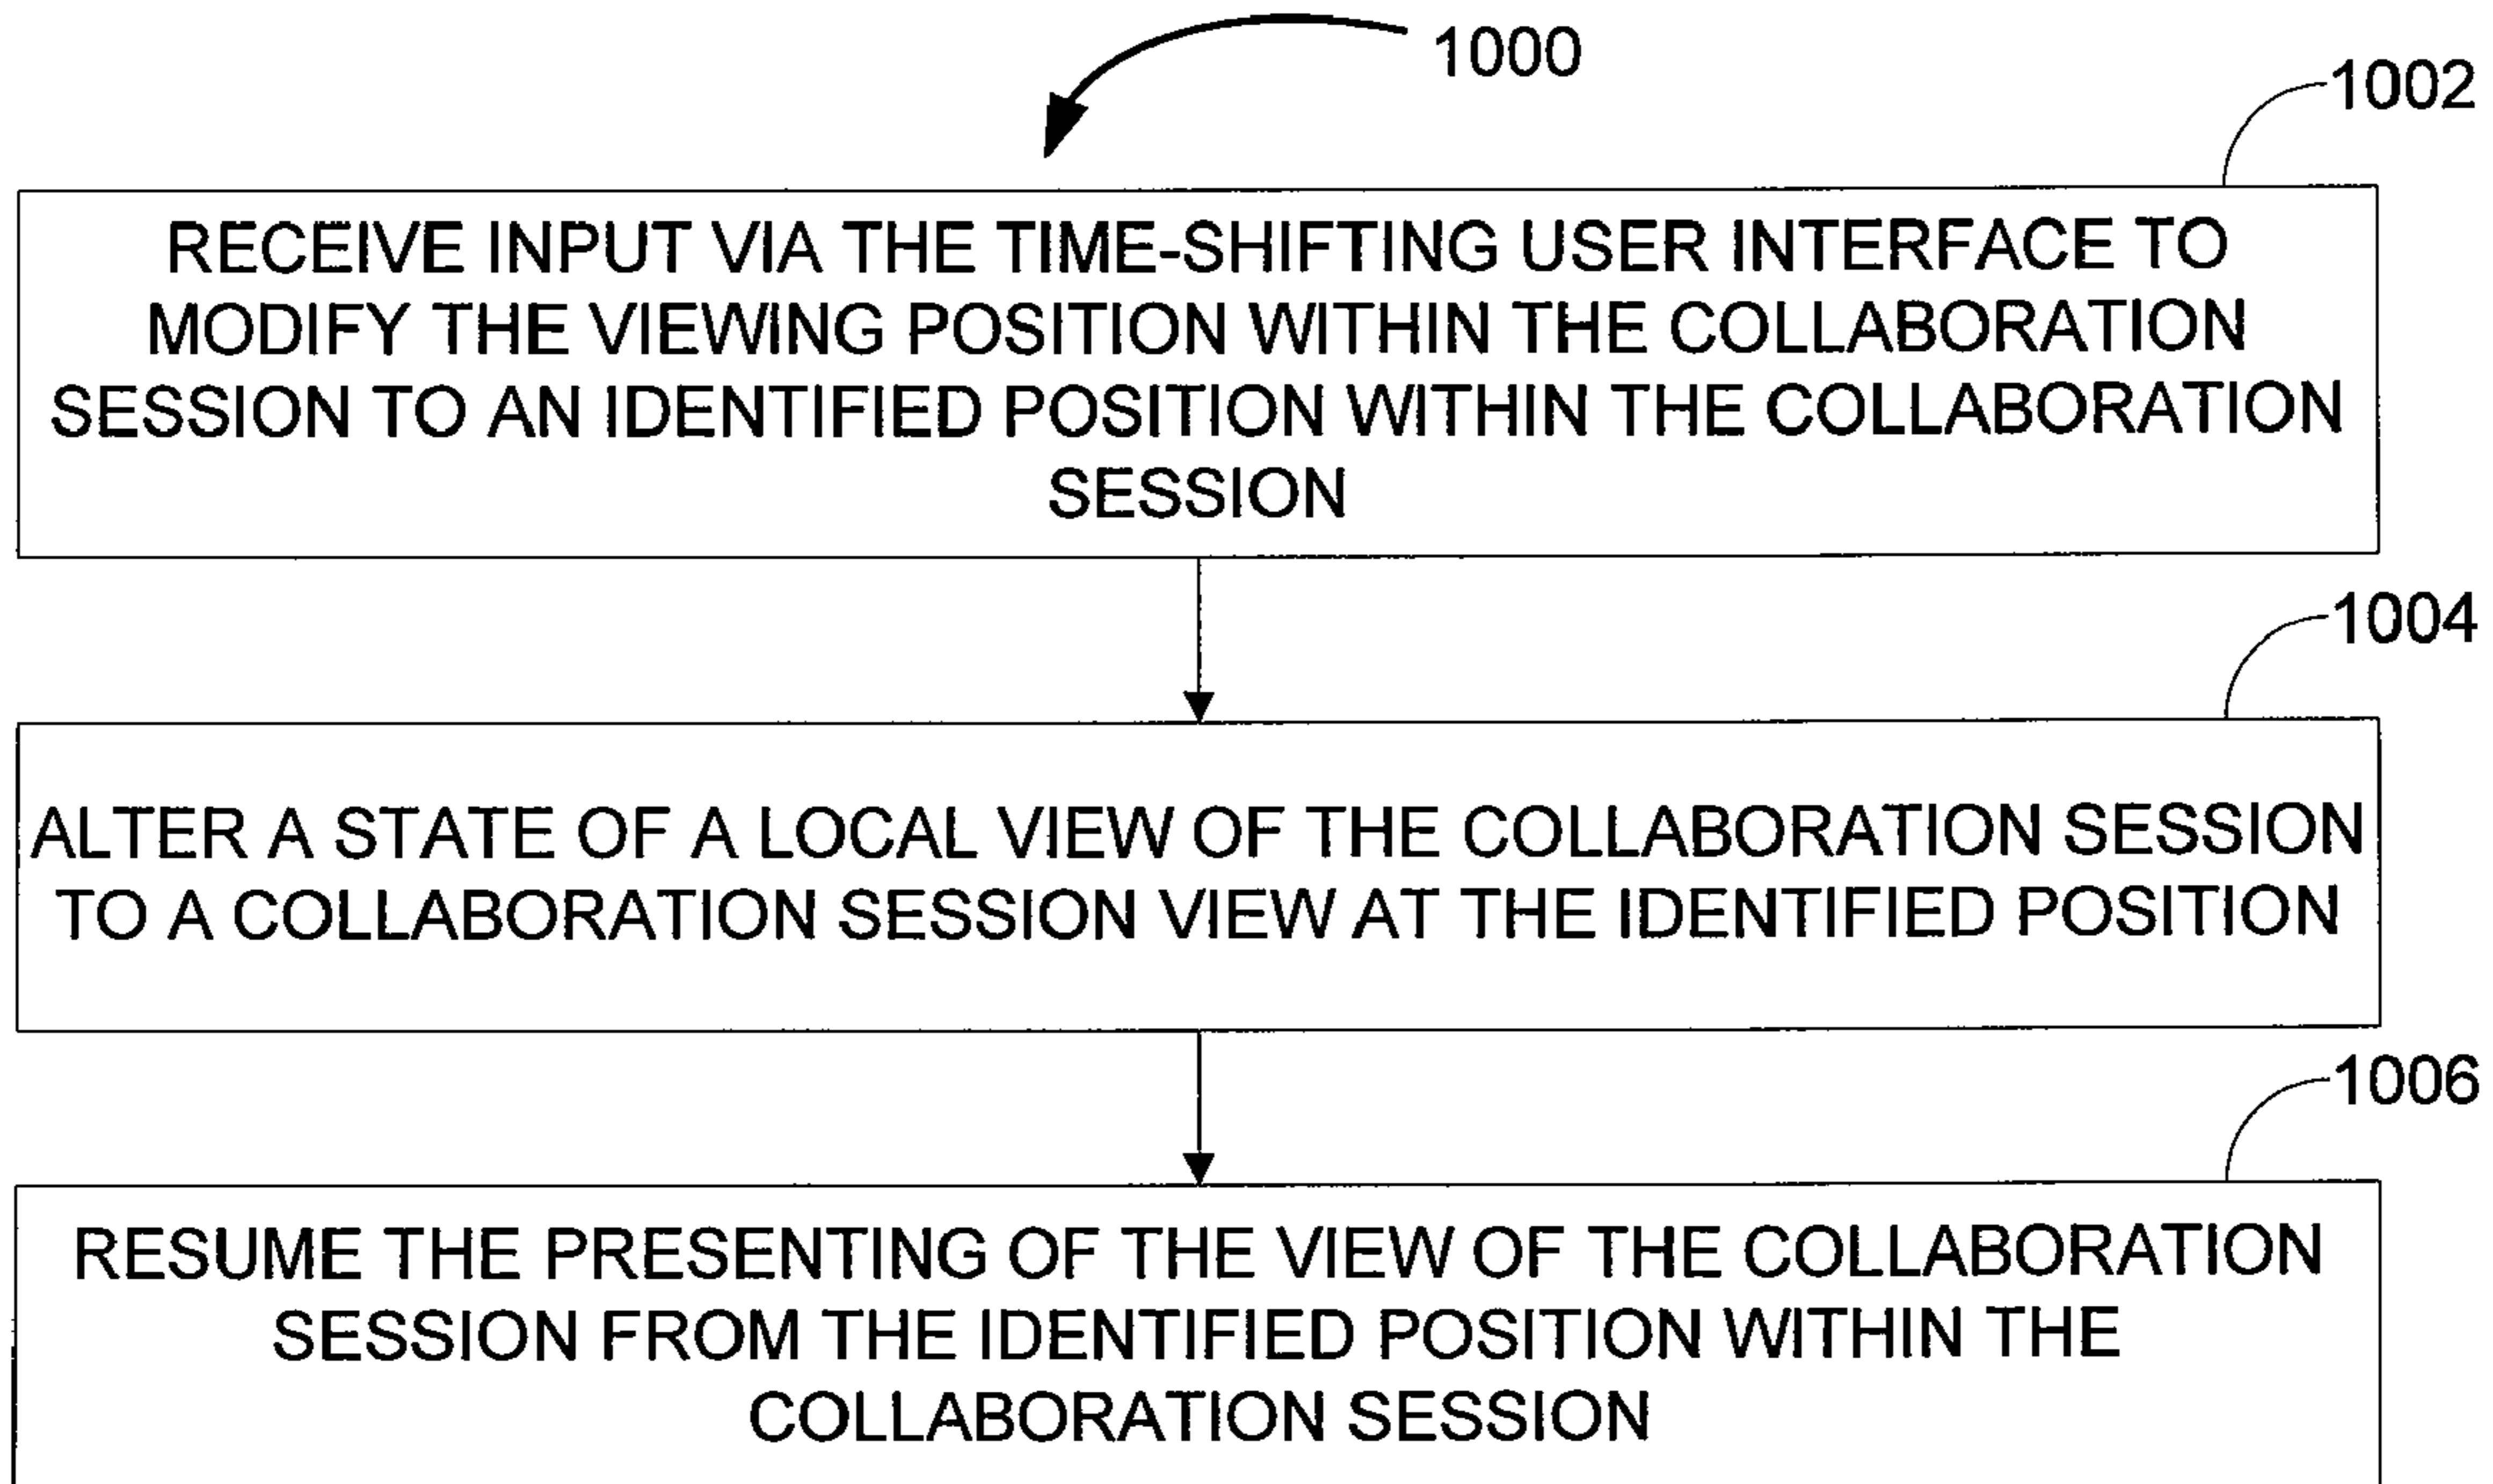 1000
1002
RECEIVE INPUT VIA THE TIME-SHIFTING USER INTERFACE TO
MODIFY THE VIEWING POSITION WITHIN THE COLLABORATION
SESSION TO AN IDENTIFIED POSITION WITHIN THE COLLABORATION
SESSION
1004
ALTER A STATE OF A LOCAL VIEW OF THE COLLABORATION SESSION
TO A COLLABORATION SESSION VIEW AT THE IDENTIFIED POSITION
1006
RESUME THE PRESENTING OF THE VIEW OF THE COLLABORATION
SESSION FROM THE IDENTIFIED POSITION WITHIN THE
COLLABORATION SESSION